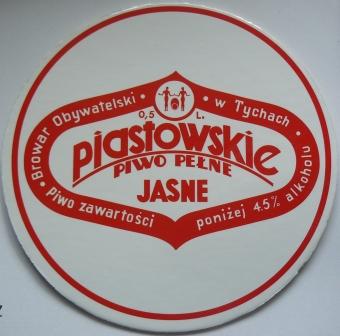 • Browar Obywatelski • w Tychach •
0,5 L.
piastowskie
PIWO PEŁNE
JASNE
piwo zawartości poniżej 4.5% alkoholu